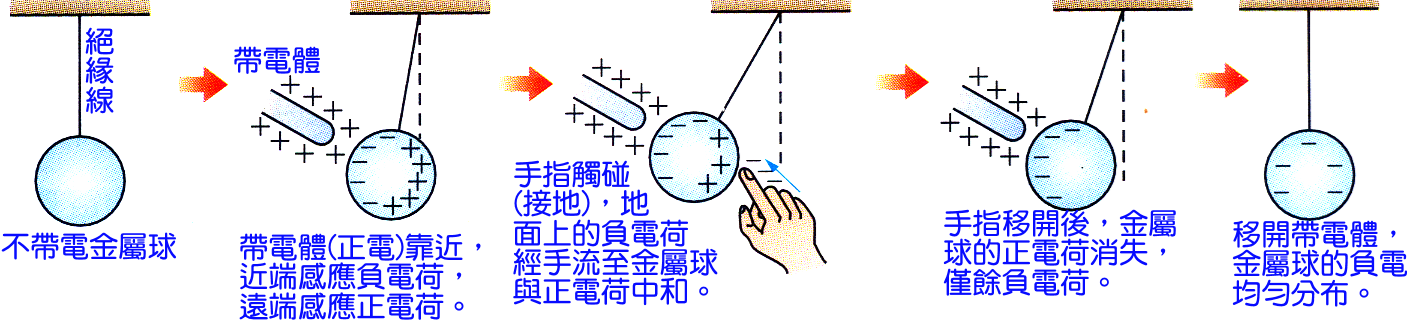 絕
緣
線
不帶電金屬球
帶電體
帶電體(正電)靠近，
近端感應負電荷，
遠端感應正電荷。
手指觸碰
(接地)，地
面上的負電荷
經手流至金屬球
與正電荷中和。
手指移開後，金屬
球的正電荷消失，
僅餘負電荷。
移開帶電體，
金屬球的負電
均勻分布。